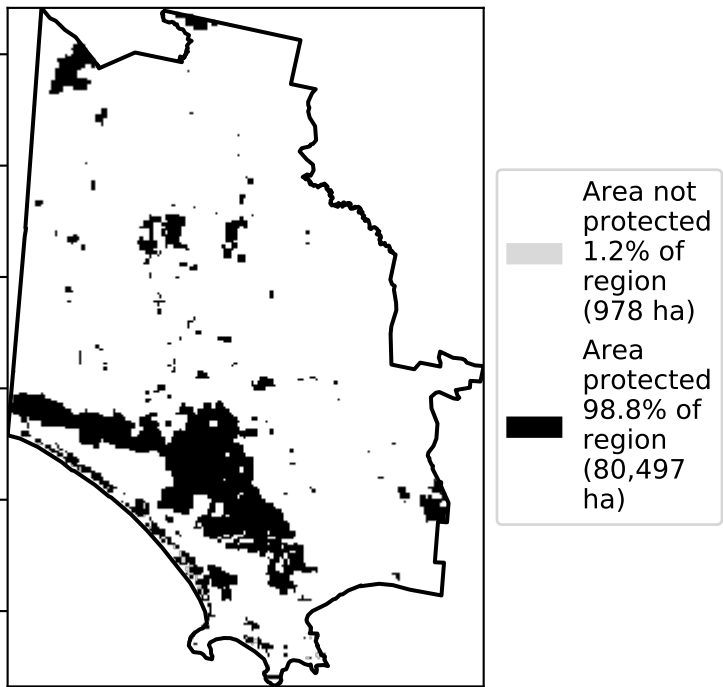 Area not
protected
1.2% of
region
(978 ha)
Area
protected
98.8% of
region
(80,497
ha)